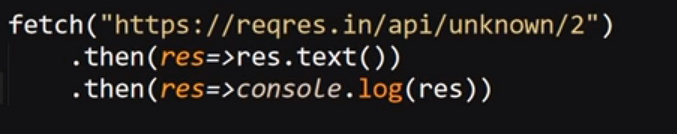 fetch("https://reqres.in/api/unknown/2")
.then(res=>res.text())
.then(res=>console.log(res))